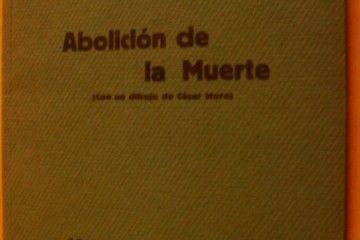 Abolición de
la Muerte
(Con un dibujo de César Moro)